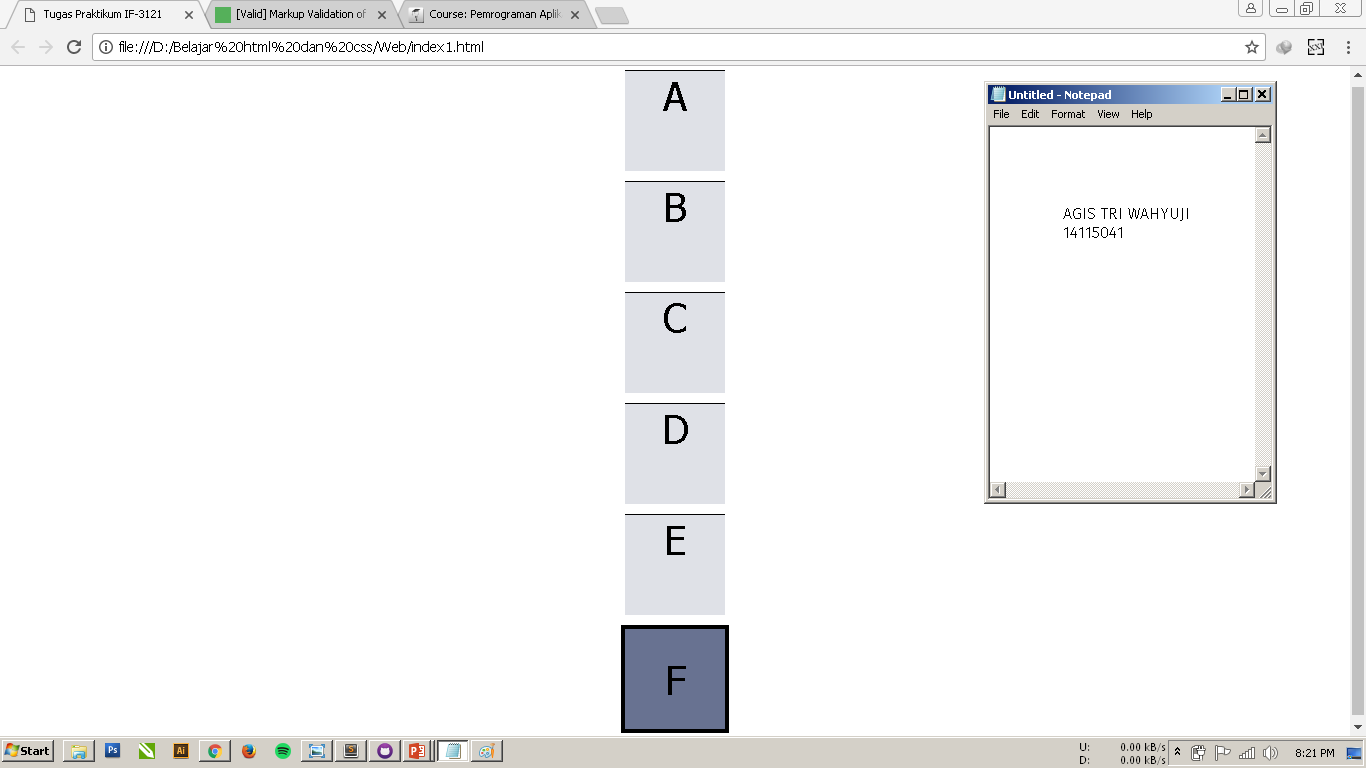 Tugas Praktikum IF-3121
[Valid] Markup Validation of
Course: Pemrograman Aplik
file:///D:/Belajar%20html%20dan%20css/Web/index1.html
A
B
C
D
E
F
Untitled - Notepad
File Edit Format View Help
AGIS TRI WAHYUJI
14115041
Start
Ps
Ai
U: 0.00 kB/s
D: 0.00 kB/s
8:21 PM